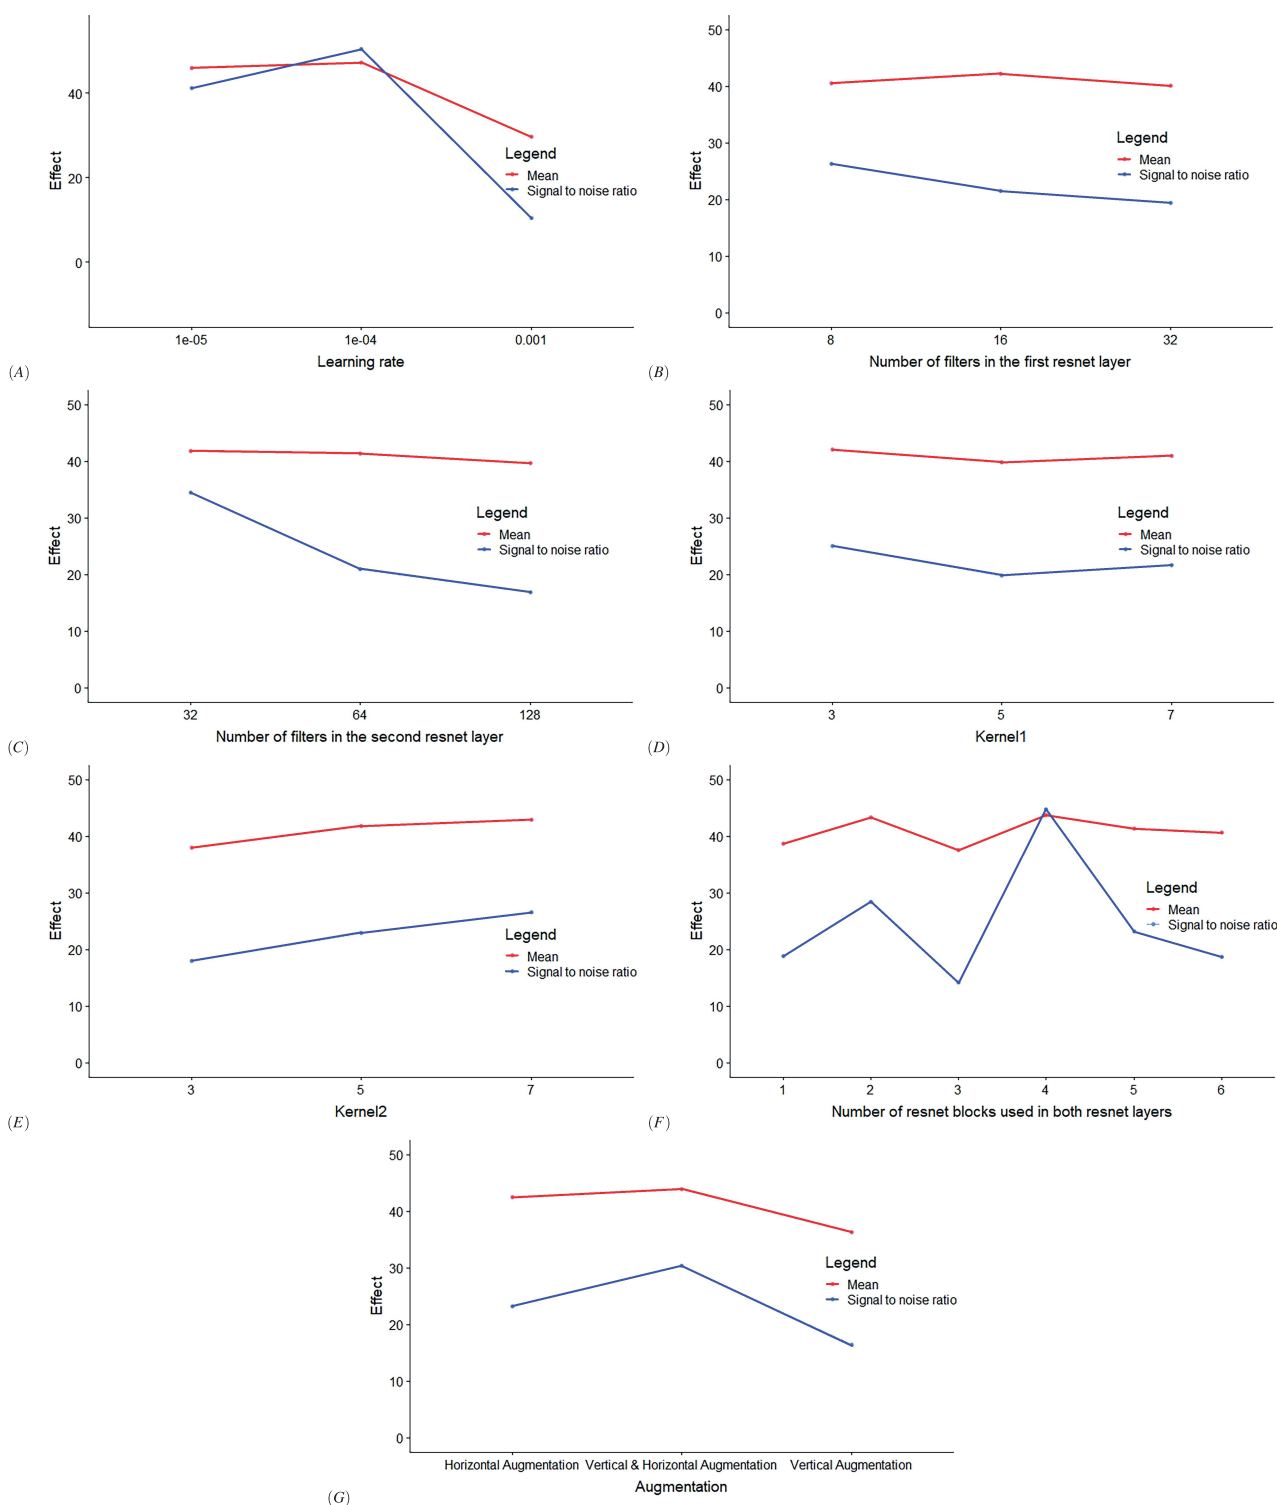 40
20
0
Effect
Legend
Mean
Signal to noise ratio
1e-05 1e-04 0.001
Learning rate
(A)
50
40
30
20
10
0
Effect
Legend
Mean
Signal to noise ratio
8 16 32
Number of filters in the first resnet layer
(B)
50
40
30
20
10
0
Effect
Legend
Mean
Signal to noise ratio
32 64 128
Number of filters in the second resnet layer
(C)
50
40
30
20
10
0
Effect
Legend
Mean
Signal to noise ratio
3 5 7
Kernel1
(D)
50
40
30
20
10
0
Effect
Legend
Mean
Signal to noise ratio
3 5 7
Kernel2
(E)
50
40
30
20
10
0
Effect
Legend
Mean
Signal to noise ratio
1 2 3 4 5 6
Number of resnet blocks used in both resnet layers
(F)
50
40
30
20
10
0
Effect
Legend
Mean
Signal to noise ratio
Horizontal Augmentation Vertical & Horizontal Augmentation Vertical Augmentation
Augmentation
(G)